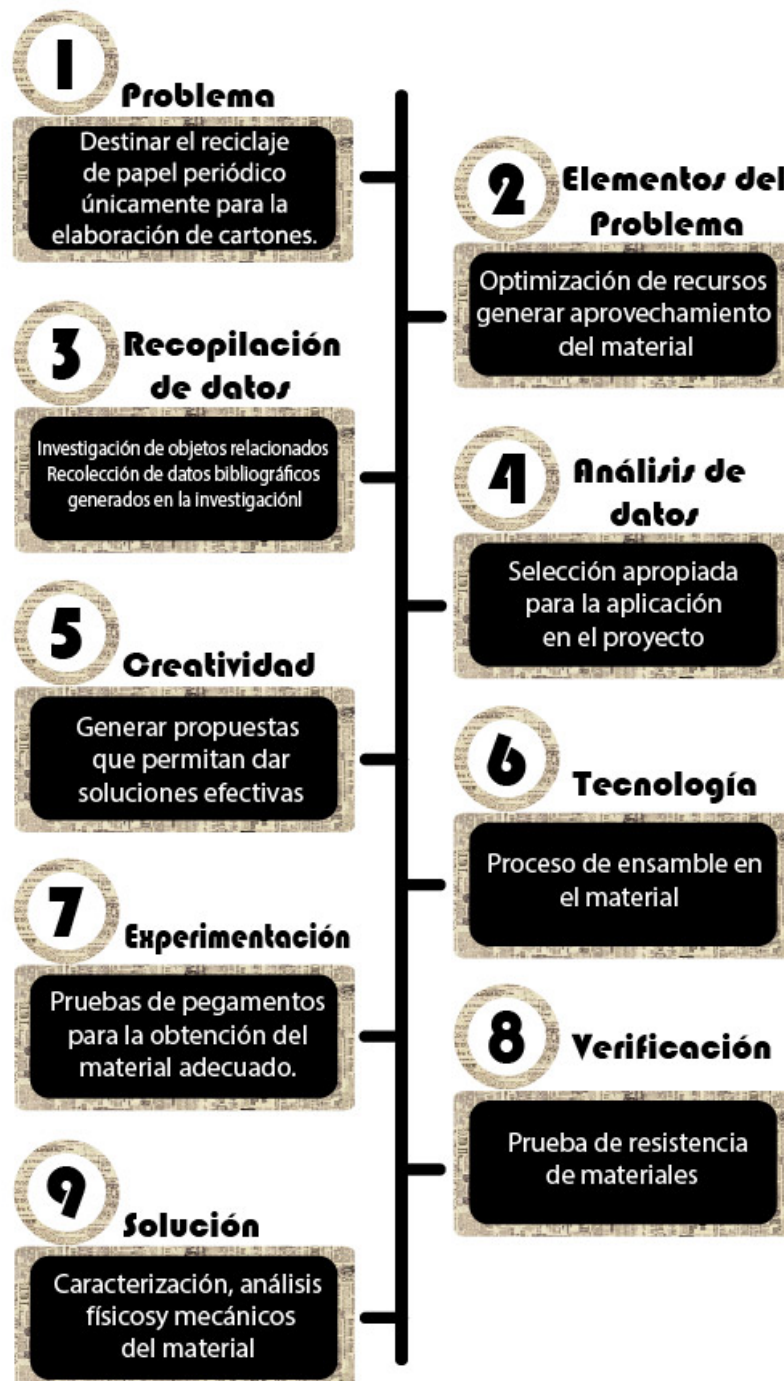 1
Problema
Destinar el reciclaje
de papel periódico
únicamente para la
elaboración de cartones.
2
Elementos del
Problema
Optimización de recursos
generar aprovechamiento
del material
3
Recopilación
de datos
Investigación de objetos relacionados
Recolección de datos bibliográficos
generados en la investigaciónl
4
Análisis de
datos
Selección apropiada
para la aplicación
en el proyecto
5
Creatividad
Generar propuestas
que permitan dar
soluciones efectivas
6
Tecnología
Proceso de ensamble en
el material
7
Experimentación
Pruebas de pegamentos
para la obtención del
material adecuado.
8
Verificación
Prueba de resistencia
de materiales
9
Solución
Caracterización, análisis
físicosy mecánicos
del material